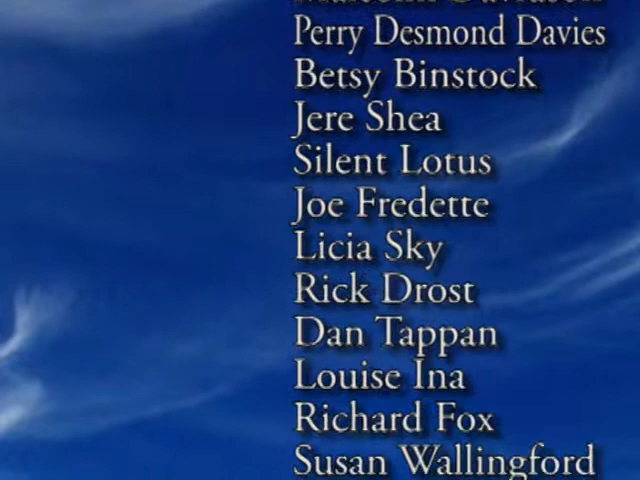 Perry Desmond Davies
Betsy Binstock
Jere Shea
Silent Lotus
Joe Fredette
Licia Sky
Rick Drost
Dan Tappan
Louise Ina
Richard Fox
Susan Wallingford